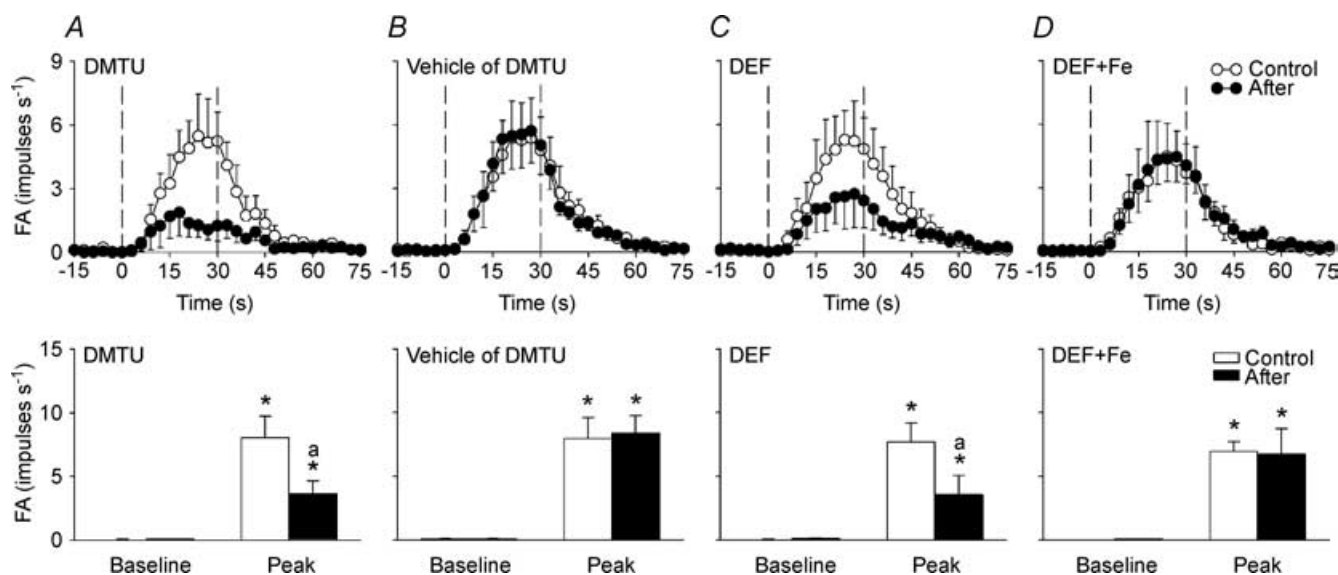 A B C D
DMTU Vehicle of DMTU DEF DEF+Fe
Control
After
FA (impulses s⁻¹)
9
6
3
0
-15 0 15 30 45 60 75
-15 0 15 30 45 60 75
-15 0 15 30 45 60 75
-15 0 15 30 45 60 75
Time (s) Time (s) Time (s) Time (s)
DMTU Vehicle of DMTU DEF DEF+Fe
Control
After
FA (impulses s⁻¹)
15
10
5
0
* a * * * * a * * *
Baseline Peak Baseline Peak Baseline Peak Baseline Peak